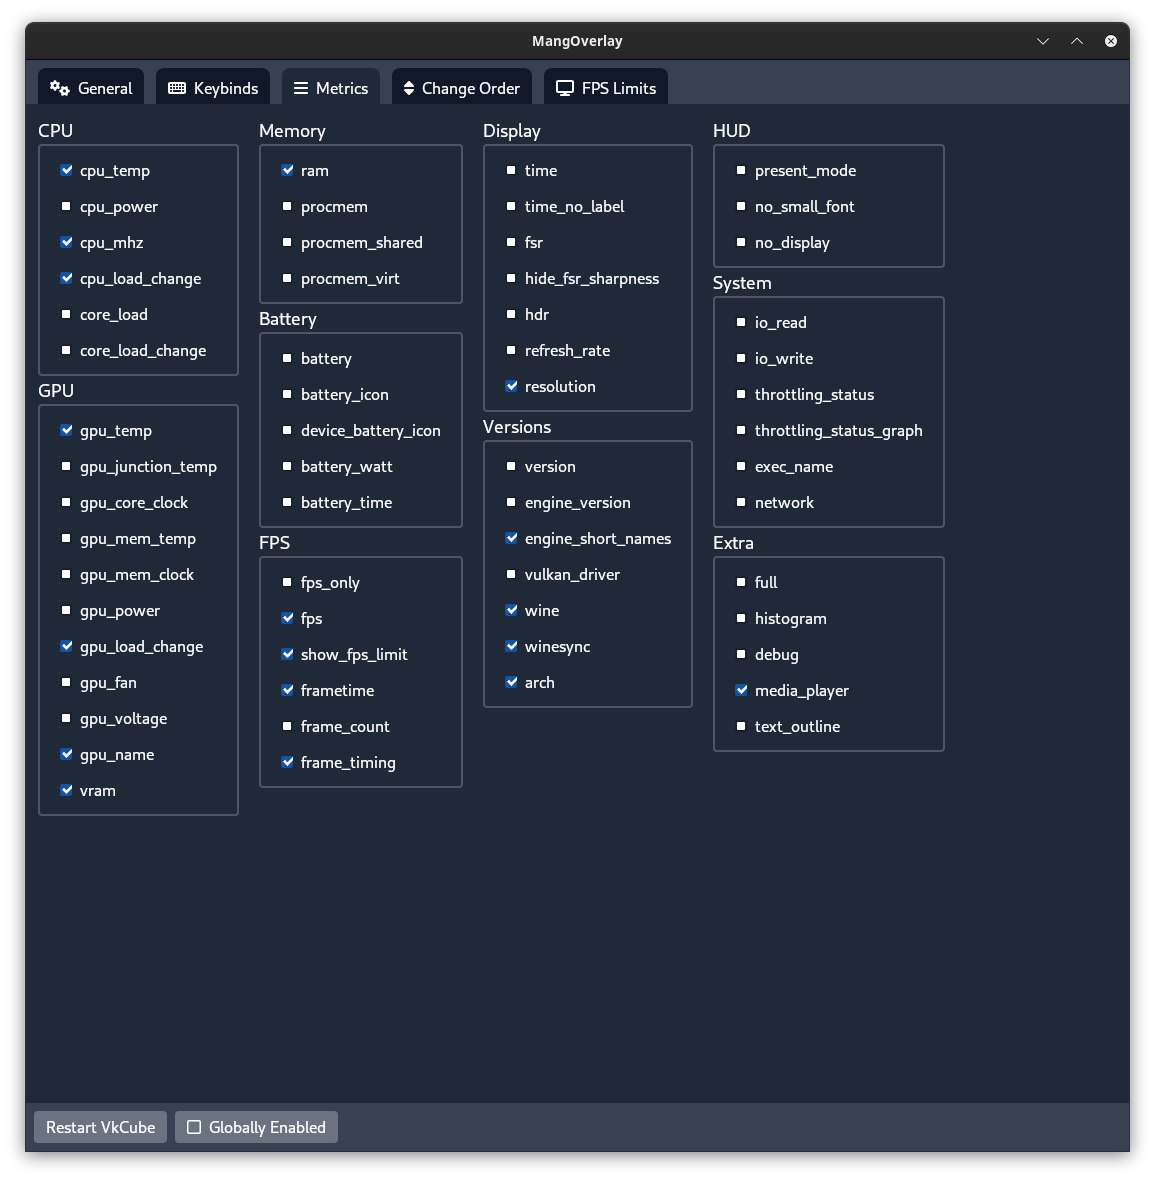 MangOverlay
General
Keybinds
Metrics
Change Order
FPS Limits
CPU
cpu_temp
cpu_power
cpu_mhz
cpu_load_change
core_load
core_load_change
GPU
gpu_temp
gpu_junction_temp
gpu_core_clock
gpu_mem_temp
gpu_mem_clock
gpu_power
gpu_load_change
gpu_fan
gpu_voltage
gpu_name
vram
Memory
ram
procmem
procmem_shared
procmem_virt
Battery
battery
battery_icon
device_battery_icon
battery_watt
battery_time
FPS
fps_only
fps
show_fps_limit
frametime
frame_count
frame_timing
Display
time
time_no_label
fsr
hide_fsr_sharpness
hdr
refresh_rate
resolution
Versions
version
engine_version
engine_short_names
vulkan_driver
wine
winesync
arch
HUD
present_mode
no_small_font
no_display
System
io_read
io_write
throttling_status
throttling_status_graph
exec_name
network
Extra
full
histogram
debug
media_player
text_outline
Restart VkCube
Globally Enabled